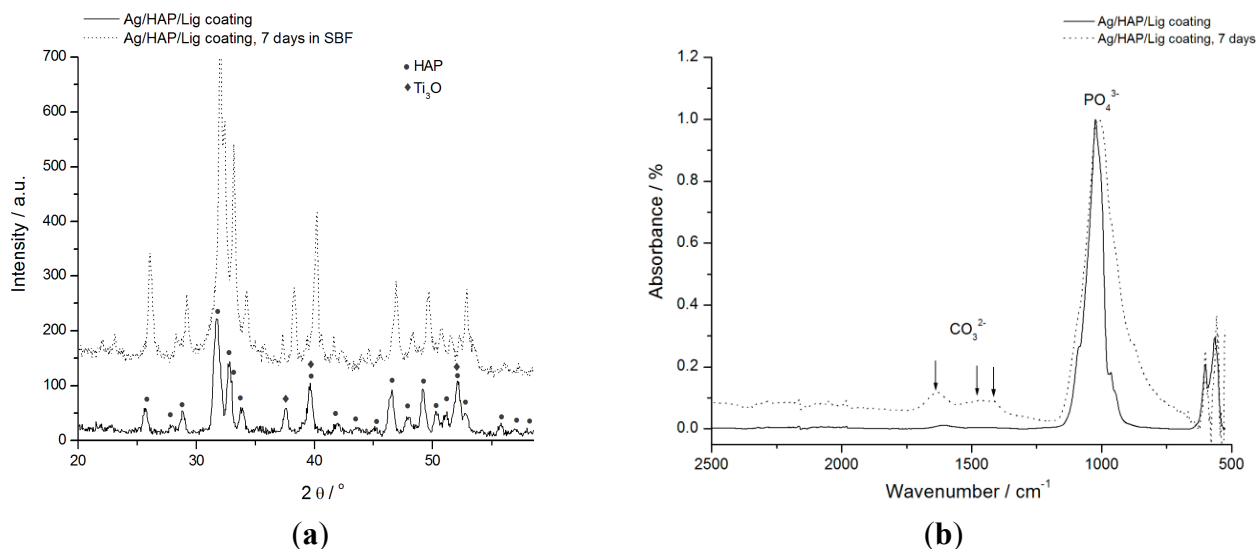 Ag/HAP/Lig coating
Ag/HAP/Lig coating, 7 days in SBF
700
600
500
400
300
200
100
0
Intensity / a.u.
HAP
Ti₃O
20
30
40
50
2 θ / °
(a)
Ag/HAP/Lig coating
Ag/HAP/Lig coating, 7 days
1.2
1.0
0.8
0.6
0.4
0.2
0.0
Absorbance / %
PO₄³⁻
CO₃²⁻
2500
2000
1500
1000
500
Wavenumber / cm⁻¹
(b)